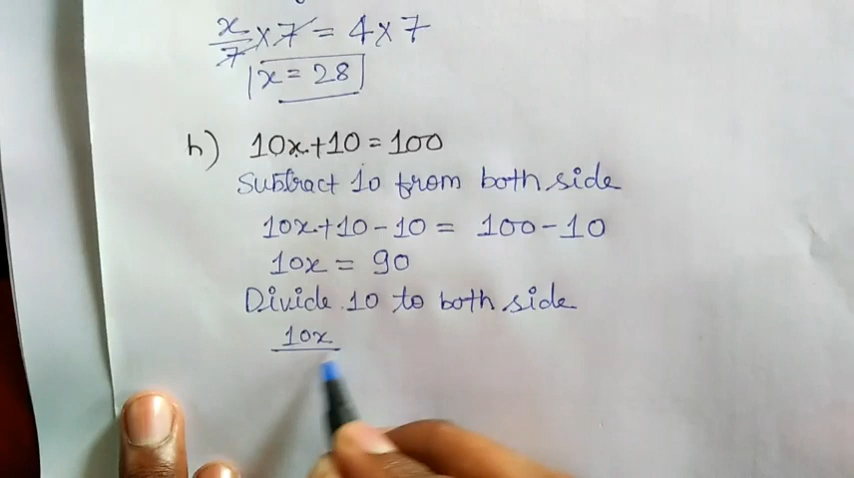 x/7 × 7 = 4 × 7
x = 28
h) 10x + 10 = 100
Subtract 10 from both side
10x + 10 - 10 = 100 - 10
10x = 90
Divide 10 to both side
10x